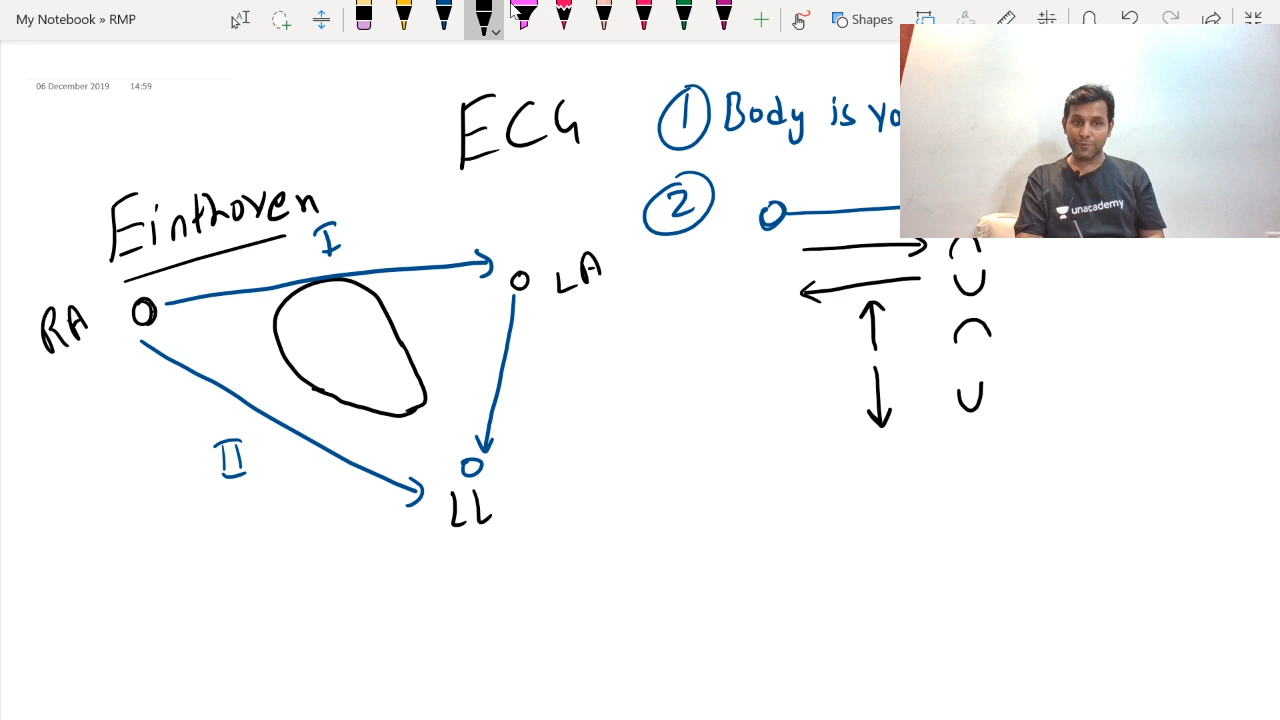 My Notebook » RMP
Shapes
06 December 2019 14:59
ECG
① Body is yo
②
Einthoven
I
RA
LA
II
LL
unacademy